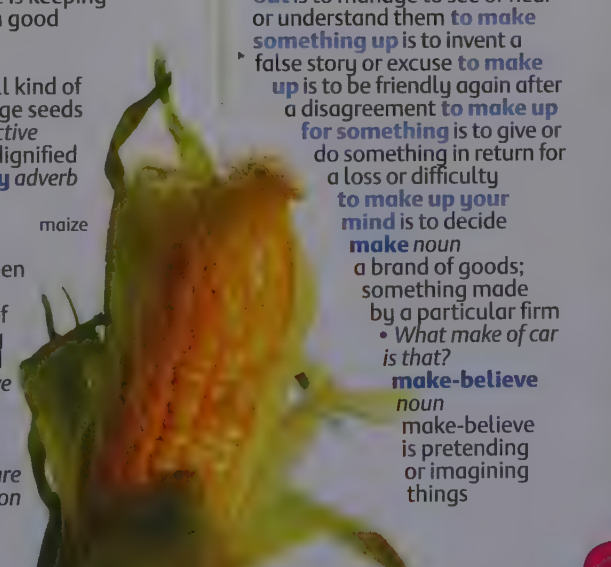 good
ll kind of
ge seeds
ctive
dignified
y adverb
maize
en
f
ve
are
on
or understand them to make
something up is to invent a
false story or excuse to make
up is to be friendly again after
a disagreement to make up
for something is to give or
do something in return for
a loss or difficulty
to make up your
mind is to decide
make noun
a brand of goods;
something made
by a particular firm
• What make of car
is that?
make-believe
noun
make-believe
is pretending
or imagining
things